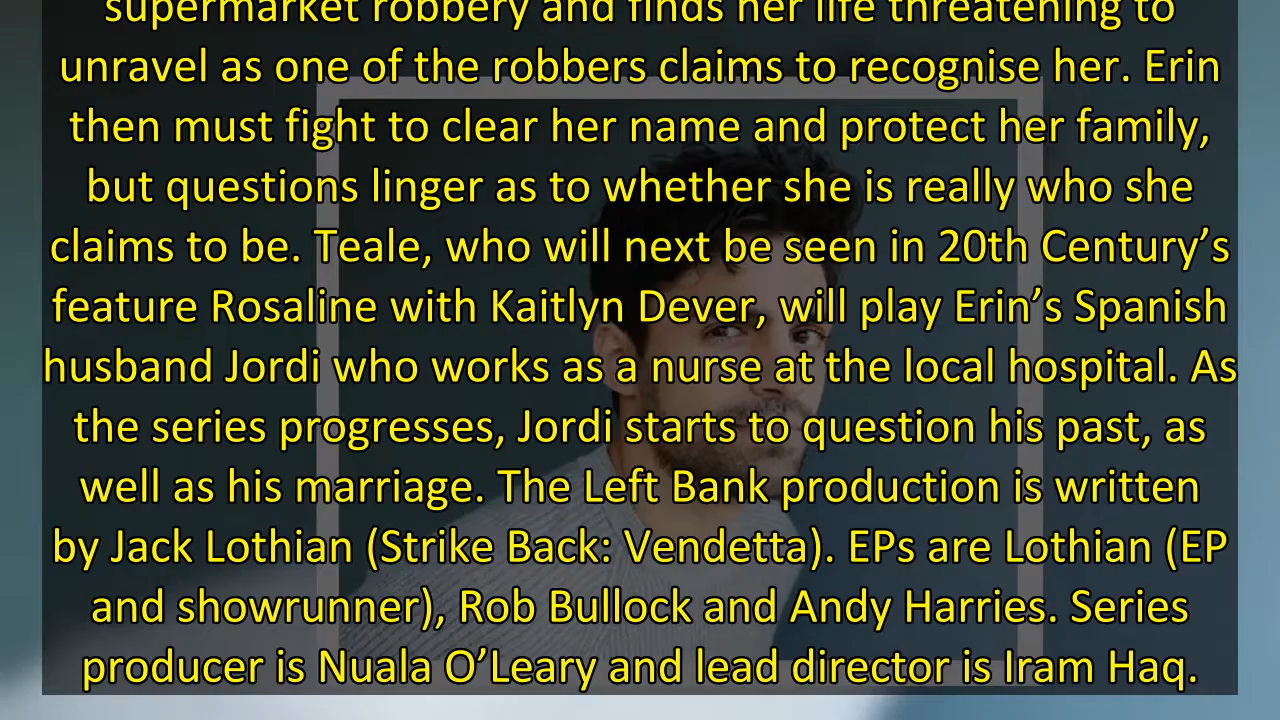 supermarket robbery and finds her life threatening to
unravel as one of the robbers claims to recognise her. Erin
then must fight to clear her name and protect her family,
but questions linger as to whether she is really who she
claims to be. Teale, who will next be seen in 20th Century’s
feature Rosaline with Kaitlyn Dever, will play Erin’s Spanish
husband Jordi who works as a nurse at the local hospital. As
the series progresses, Jordi starts to question his past, as
well as his marriage. The Left Bank production is written
by Jack Lothian (Strike Back: Vendetta). EPs are Lothian (EP
and showrunner), Rob Bullock and Andy Harries. Series
producer is Nuala O’Leary and lead director is Iram Haq.